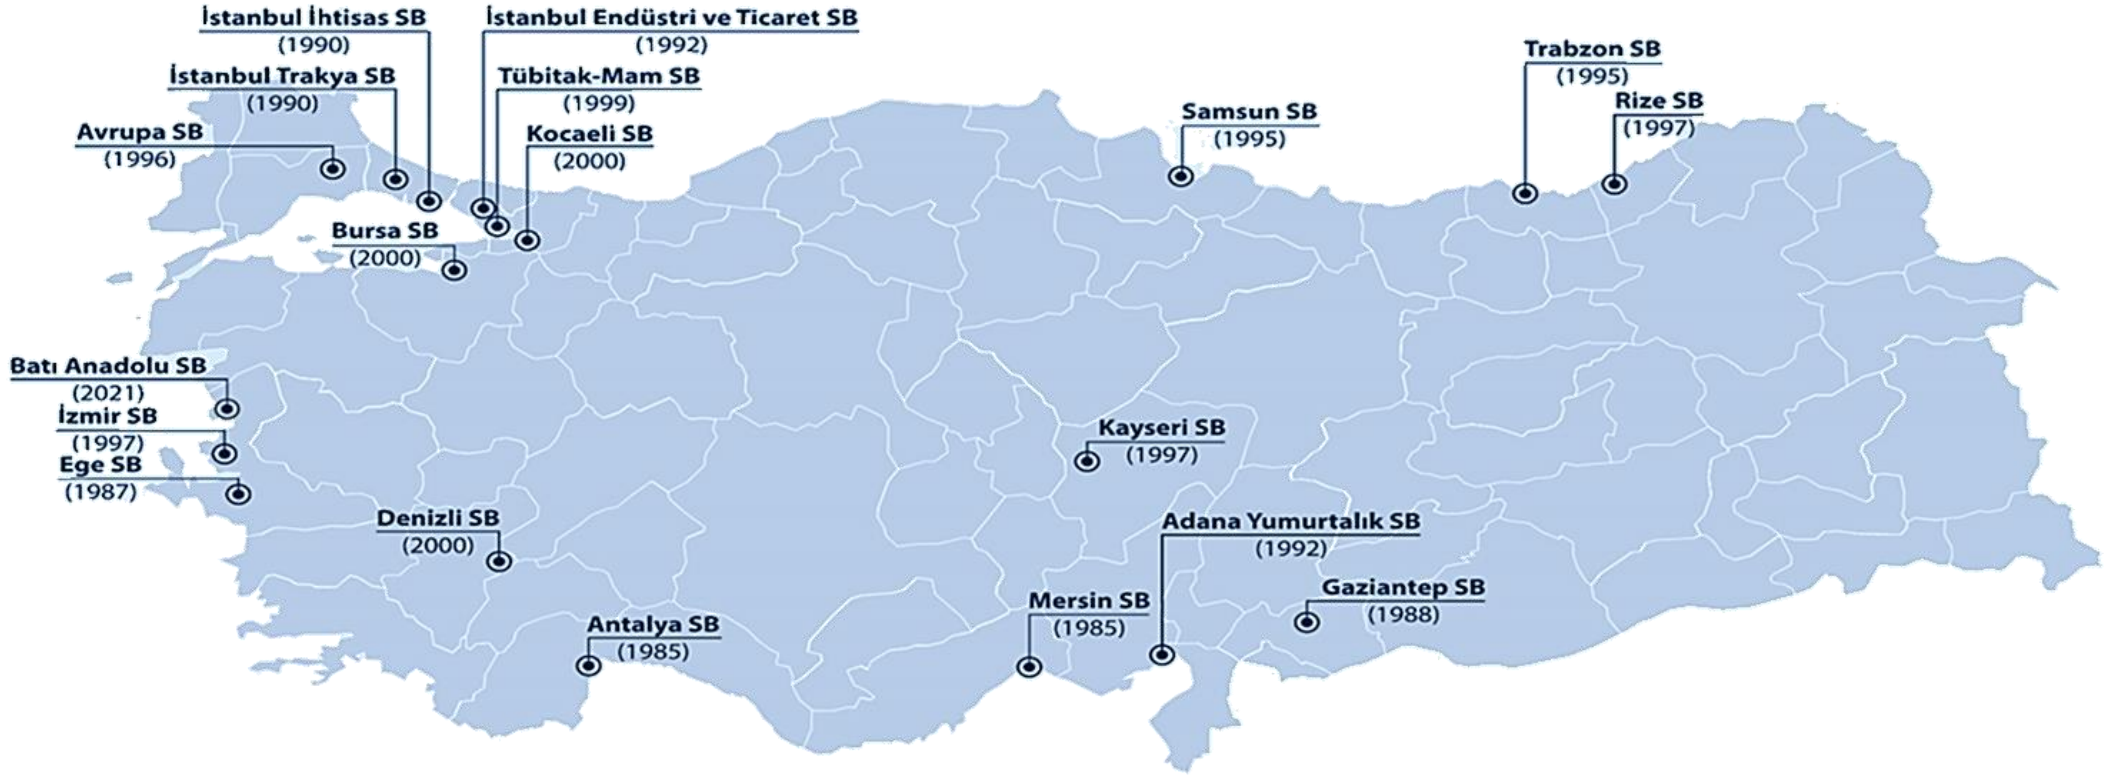 İstanbul İhtisas SB
(1990)
İstanbul Endüstri ve Ticaret SB
(1992)
İstanbul Trakya SB
(1990)
Tübitak-Mam SB
(1999)
Avrupa SB
(1996)
Kocaeli SB
(2000)
Bursa SB
(2000)
Samsun SB
(1995)
Trabzon SB
(1995)
Rize SB
(1997)
Batı Anadolu SB
(2021)
İzmir SB
(1997)
Ege SB
(1987)
Kayseri SB
(1997)
Denizli SB
(2000)
Adana Yumurtalık SB
(1992)
Gaziantep SB
(1988)
Mersin SB
(1985)
Antalya SB
(1985)